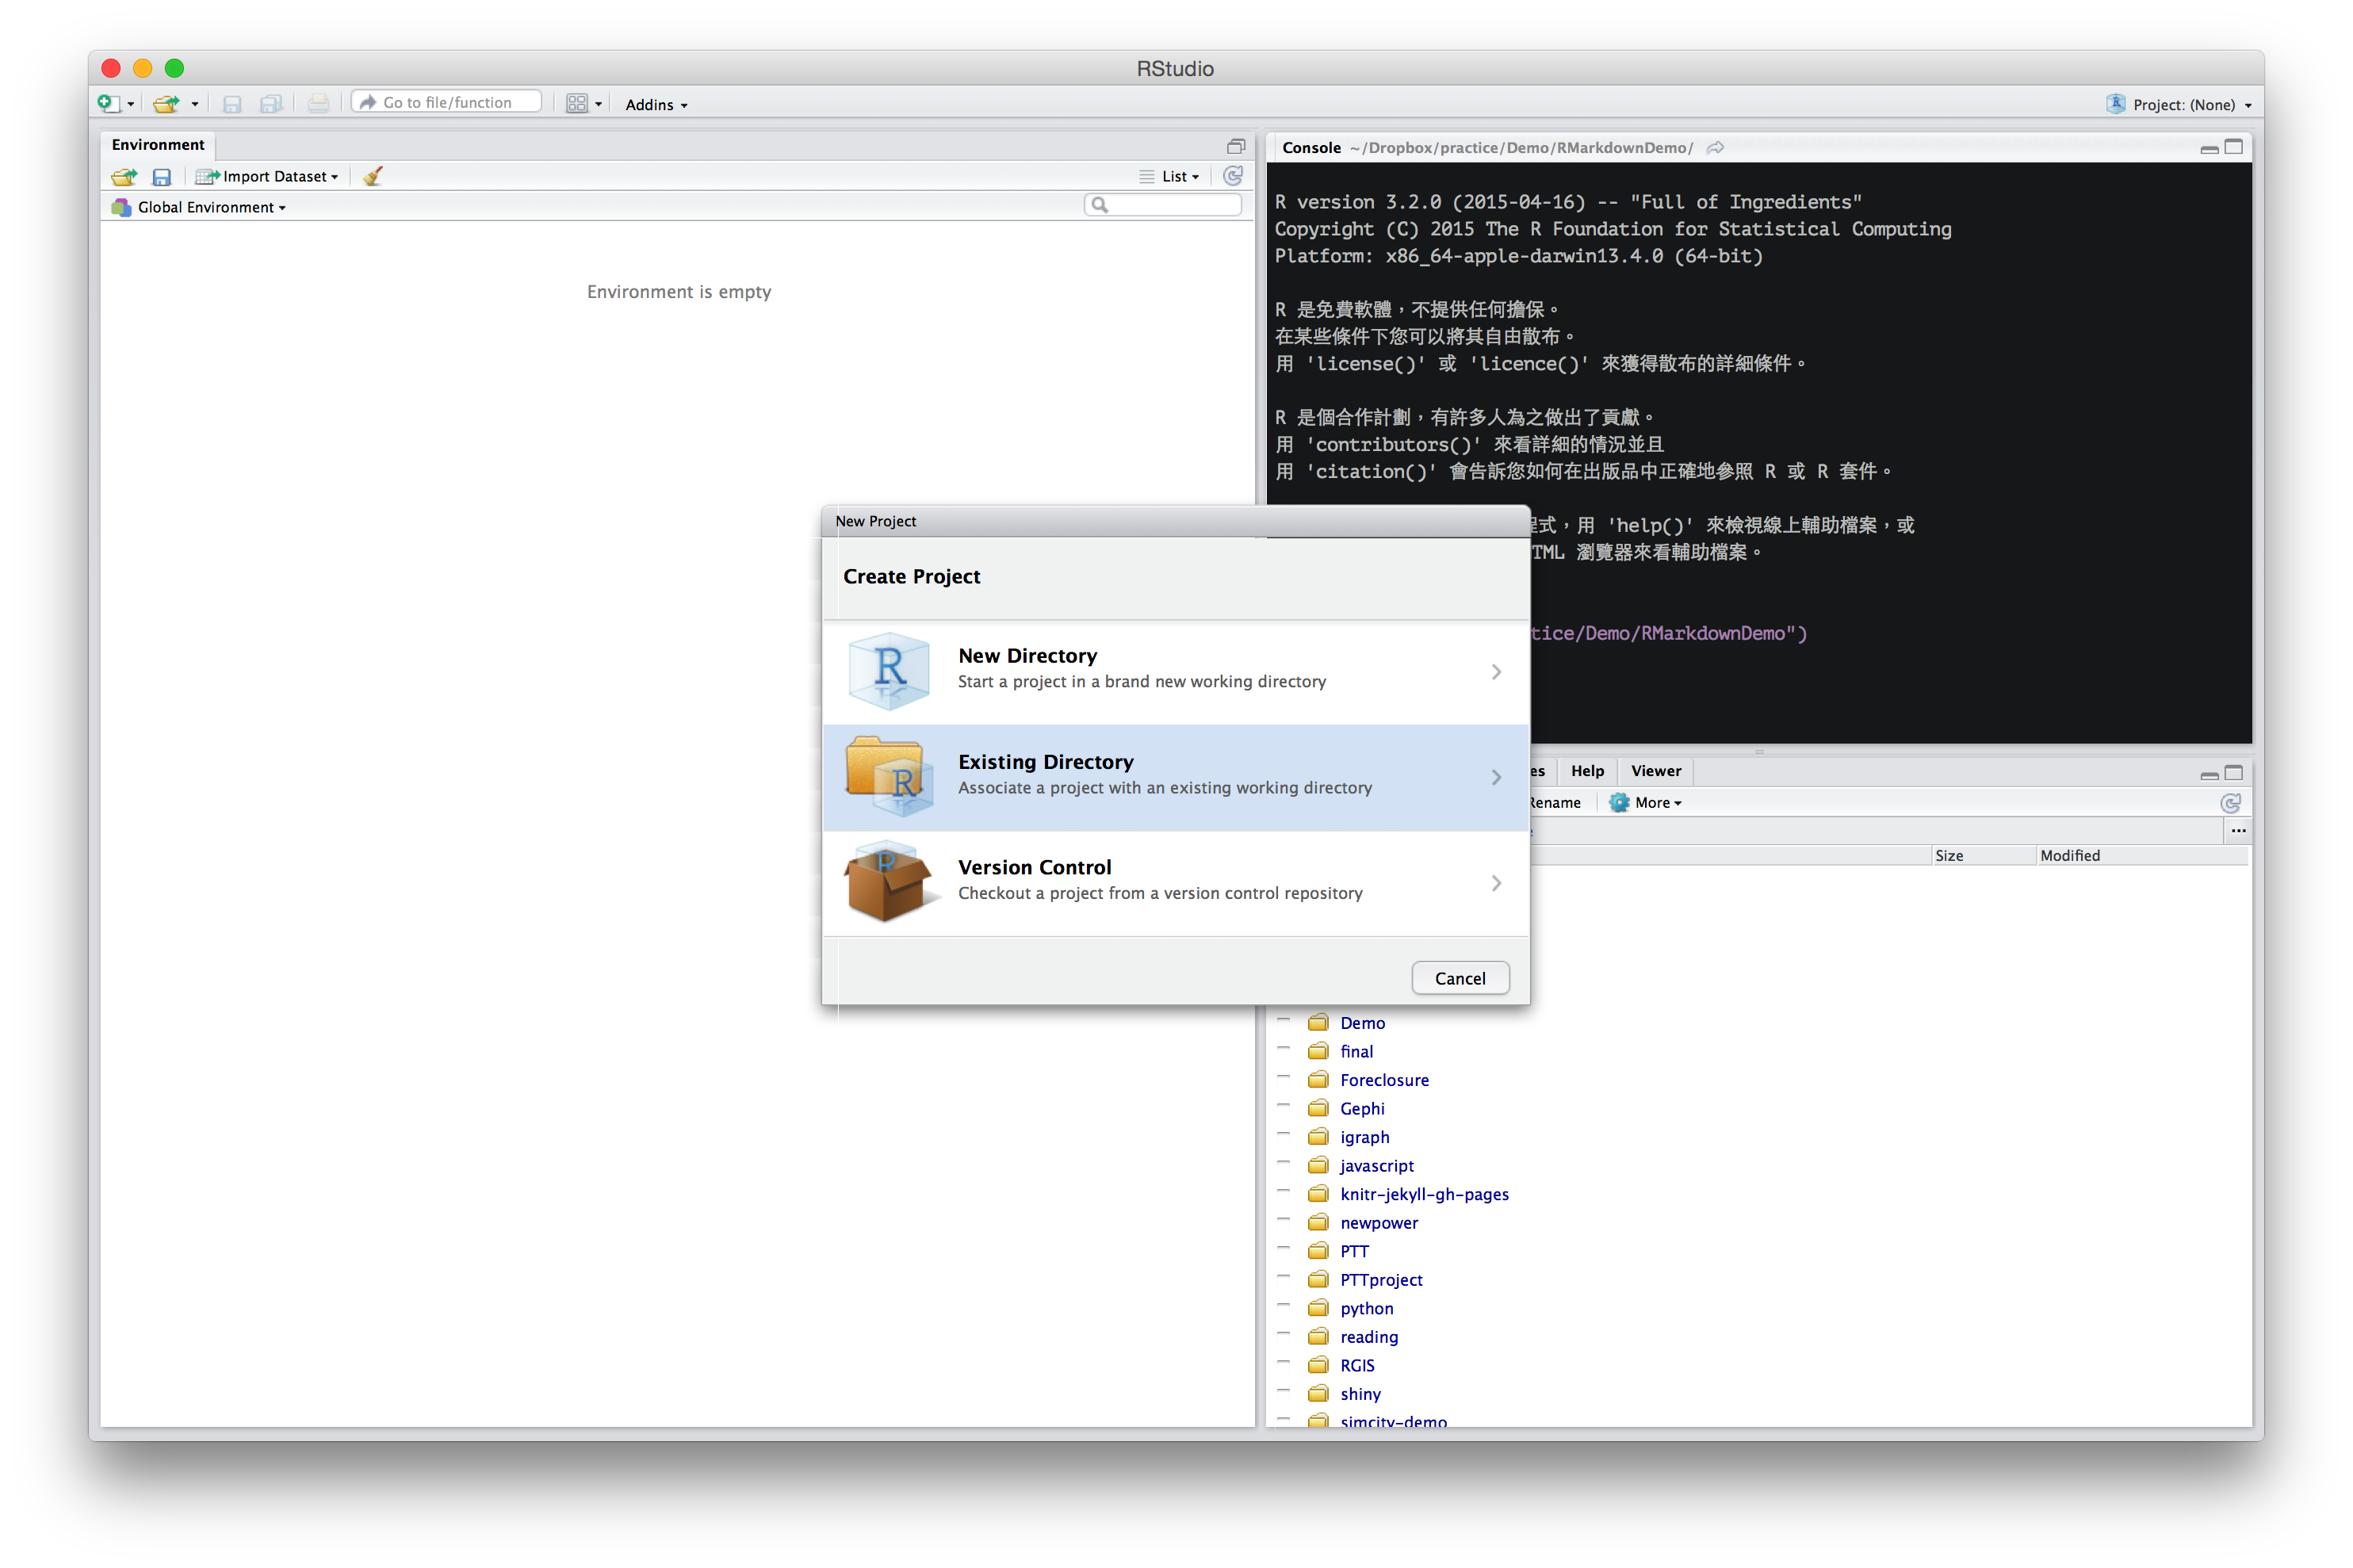 RStudio
Go to file/function
Addins
Project: (None)
Environment
Import Dataset
List
Global Environment
Environment is empty
Console ~/Dropbox/practice/Demo/RMarkdownDemo/
R version 3.2.0 (2015-04-16) -- "Full of Ingredients"
Copyright (C) 2015 The R Foundation for Statistical Computing
Platform: x86_64-apple-darwin13.4.0 (64-bit)
R 是免費軟體，不提供任何擔保。
在某些條件下您可以將其自由散布。
用 'license()' 或 'licence()' 來獲得散布的詳細條件。
R 是個合作計劃，有許多人為之做出了貢獻。
用 'contributors()' 來看詳細的情況並且
用 'citation()' 會告訴您如何在出版品中正確地參照 R 或 R 套件。
程式，用 'help()' 來檢視線上輔助檔案，或
TML 瀏覽器來看輔助檔案。
tice/Demo/RMarkdownDemo")
New Project
Create Project
New Directory
Start a project in a brand new working directory
Existing Directory
Associate a project with an existing working directory
Version Control
Checkout a project from a version control repository
Cancel
es Help Viewer
Rename More
Size Modified
Demo
final
Foreclosure
Gephi
igraph
javascript
knitr-jekyll-gh-pages
newpower
PTT
PTTproject
python
reading
RGIS
shiny
simcity-demo